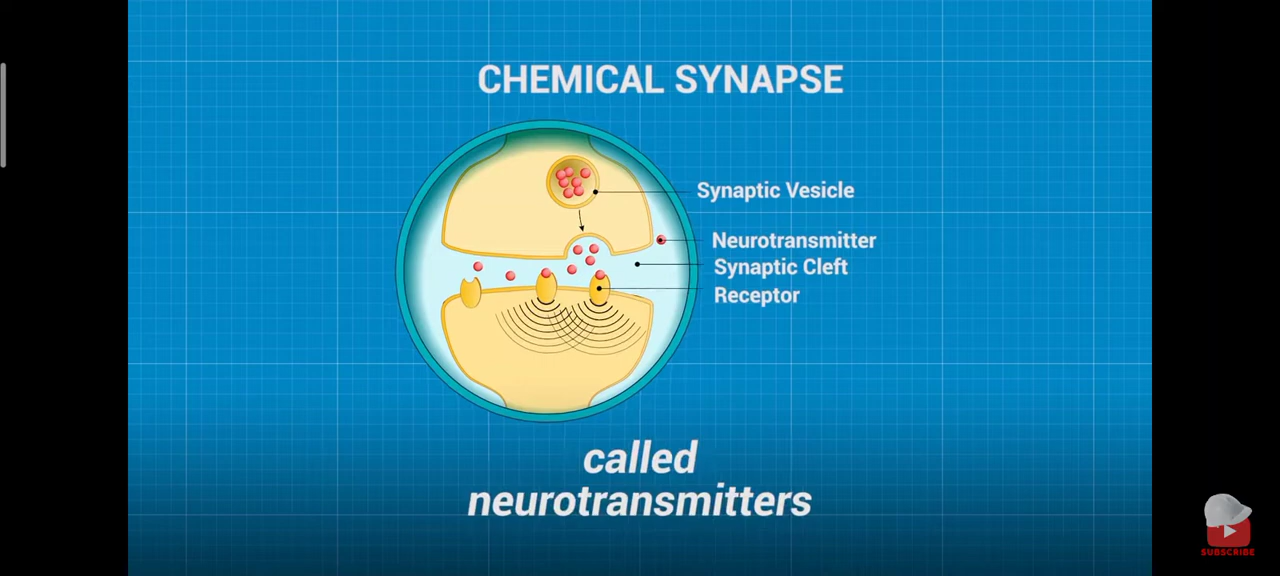 CHEMICAL SYNAPSE
Synaptic Vesicle
Neurotransmitter
Synaptic Cleft
Receptor
called
neurotransmitters
SUBSCRIBE